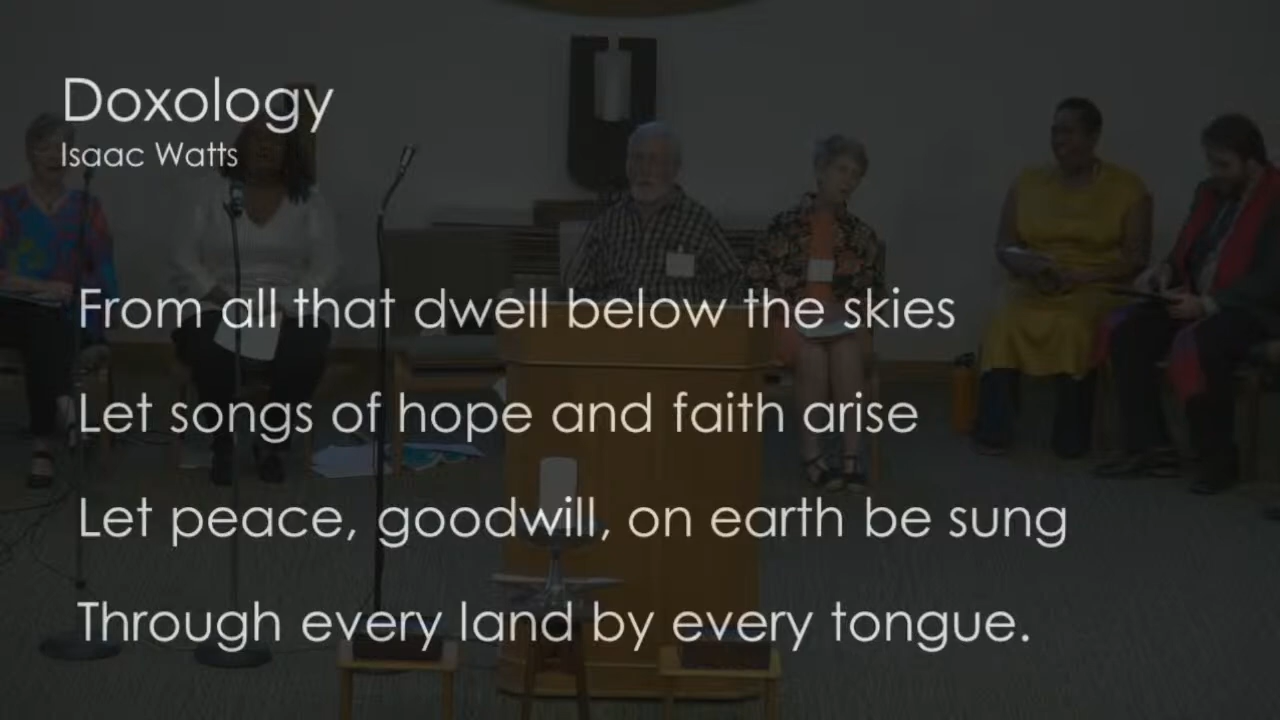 Doxology
Isaac Watts
From all that dwell below the skies
Let songs of hope and faith arise
Let peace, goodwill, on earth be sung
Through every land by every tongue.